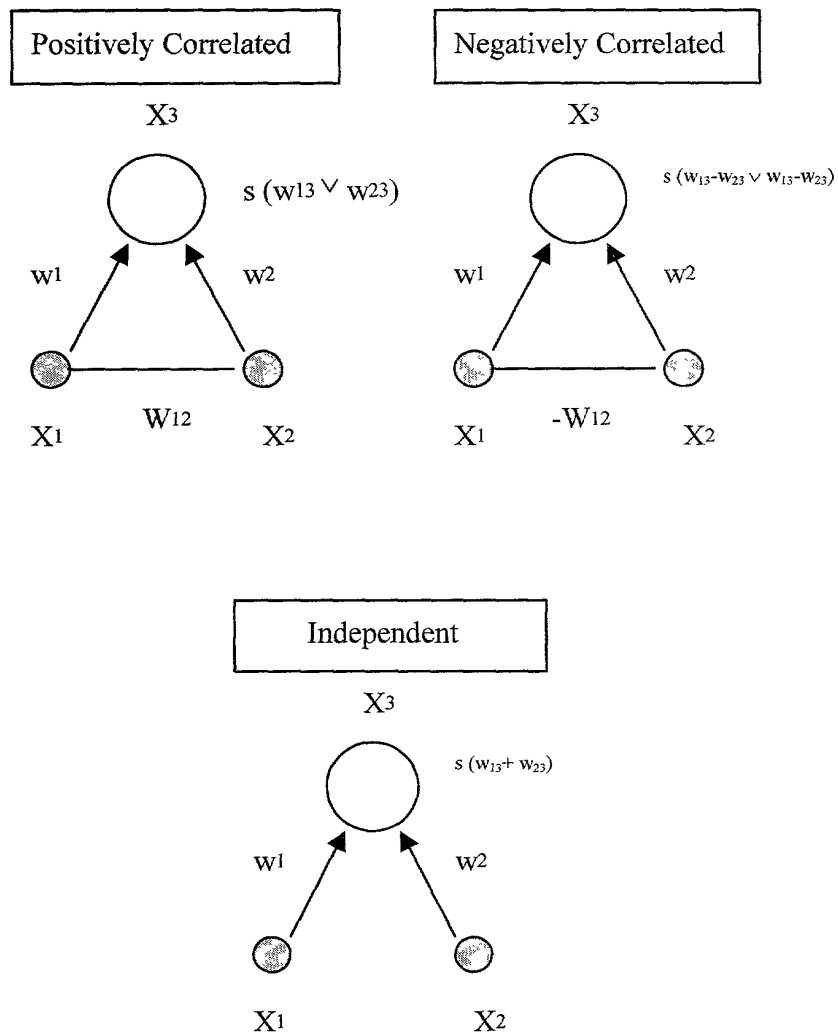 Positively Correlated
Negatively Correlated
X3
X3
s (w13 ∨ w23)
s (w13-w23 ∨ w13-w23)
w1
w2
w1
w2
W12
-W12
X1
X2
X1
X2
Independent
X3
s (w13+ w23)
w1
w2
X1
X2